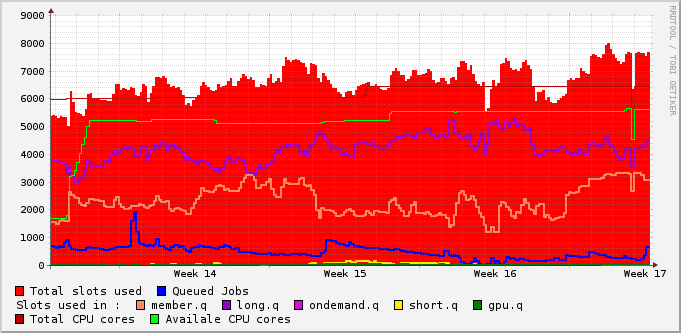 9000
8000
7000
6000
5000
4000
3000
2000
1000
0
Week 14 Week 15 Week 16 Week 17
RRDTOOL / TOBI OETIKER
Total slots used Queued Jobs
Slots used in : member.q long.q ondemand.q short.q gpu.q
Total CPU cores Availale CPU cores